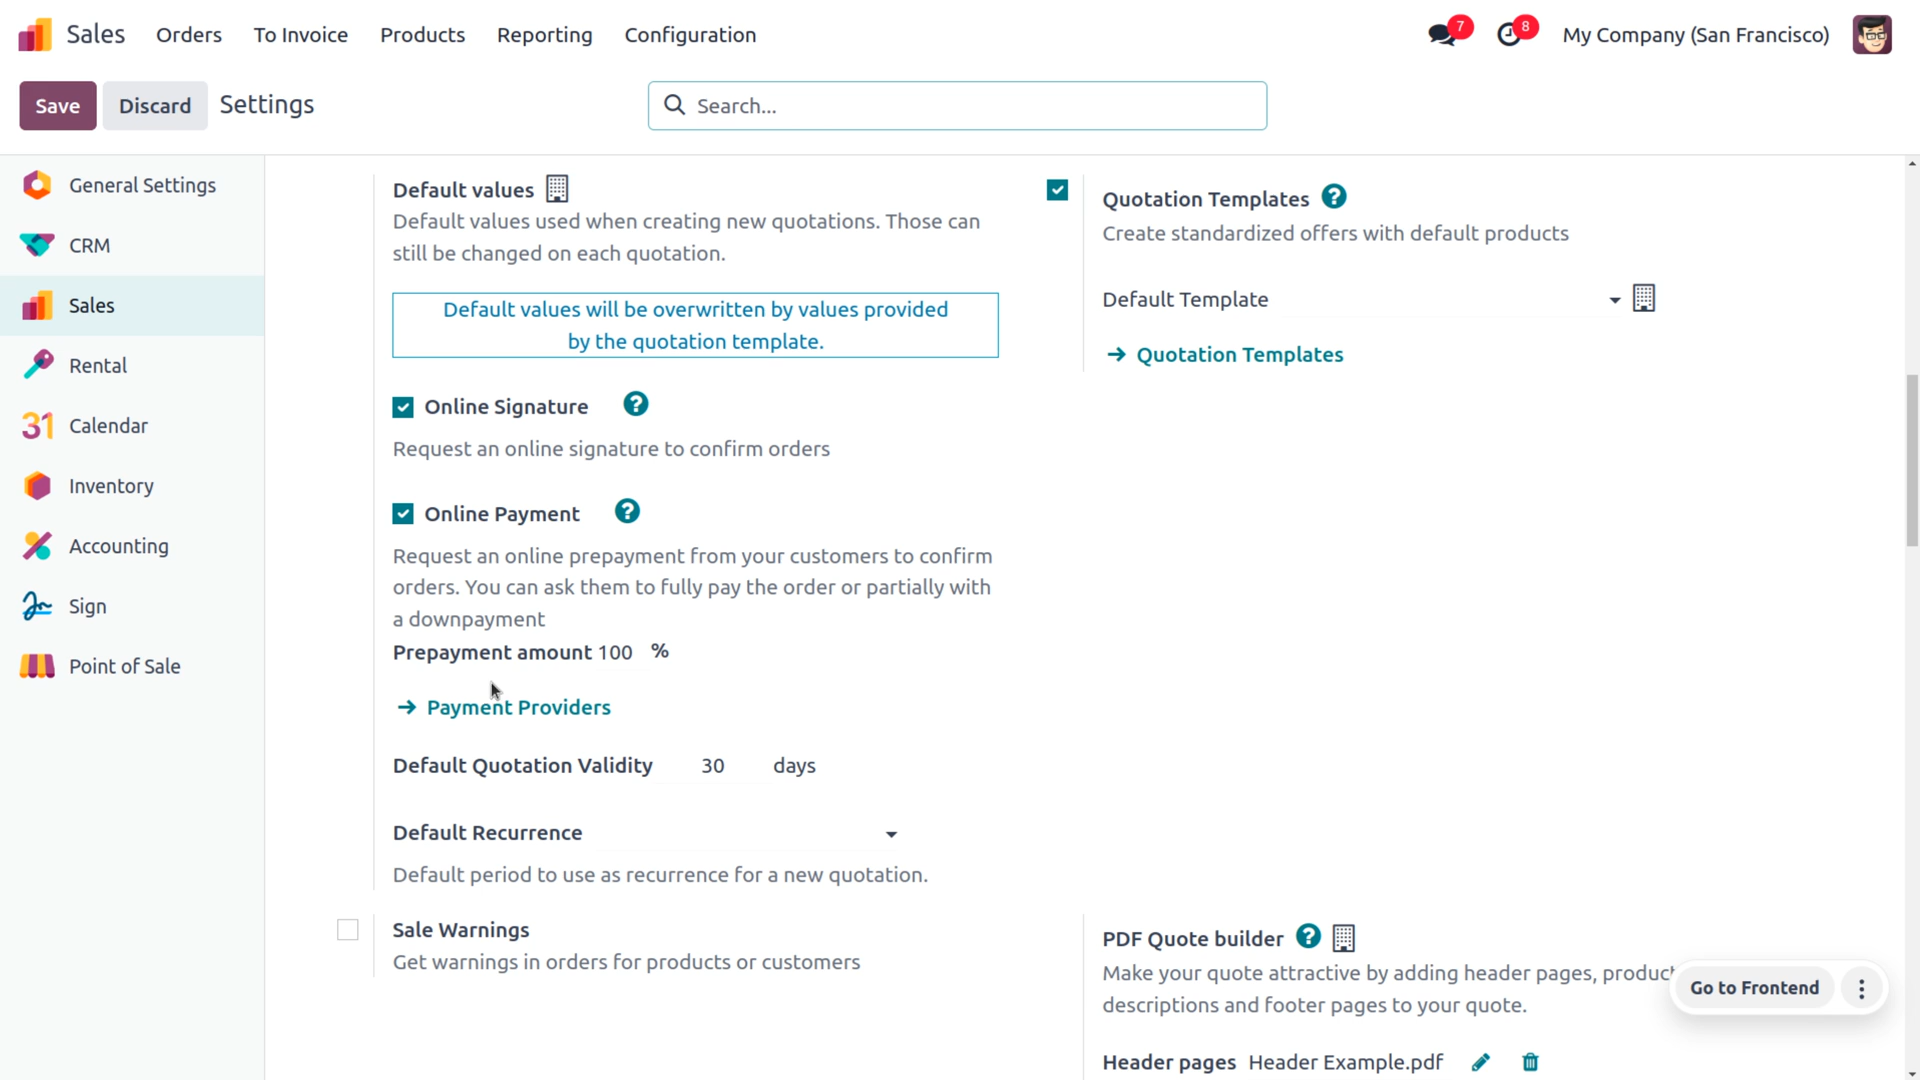 Sales
Orders
To Invoice
Products
Reporting
Configuration
7
8
My Company (San Francisco)
Save
Discard
Settings
Search...
General Settings
CRM
Sales
Rental
31 Calendar
Inventory
Accounting
Sign
Point of Sale
Default values
Default values used when creating new quotations. Those can
still be changed on each quotation.
Default values will be overwritten by values provided
by the quotation template.
Online Signature ?
Request an online signature to confirm orders
Online Payment ?
Request an online prepayment from your customers to confirm
orders. You can ask them to fully pay the order or partially with
a downpayment
Prepayment amount 100 %
→ Payment Providers
Default Quotation Validity 30 days
Default Recurrence
Default period to use as recurrence for a new quotation.
Sale Warnings
Get warnings in orders for products or customers
Quotation Templates ?
Create standardized offers with default products
Default Template
→ Quotation Templates
PDF Quote builder ?
Make your quote attractive by adding header pages, product
descriptions and footer pages to your quote.
Header pages Header Example.pdf
Go to Frontend